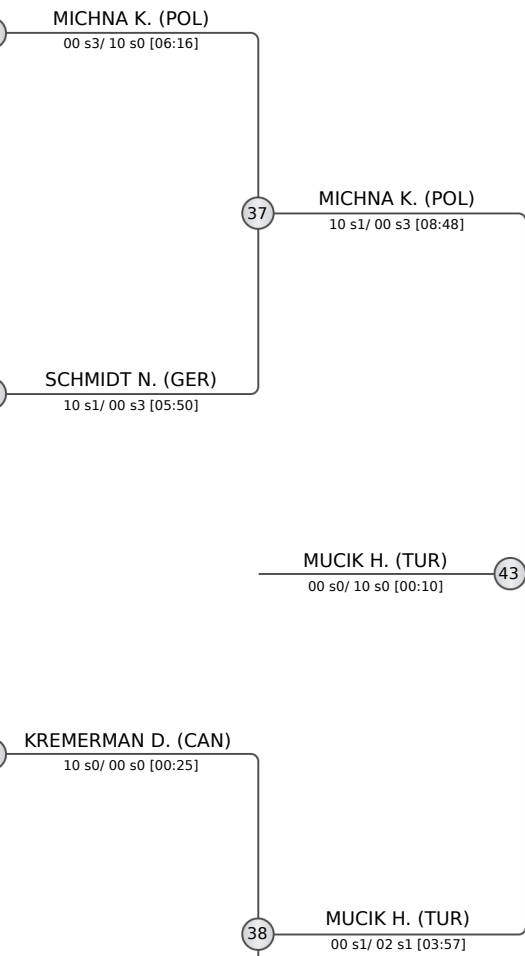 MICHNA K. (POL)
00 s3/ 10 s0 [06:16]
37
MICHNA K. (POL)
10 s1/ 00 s3 [08:48]
SCHMIDT N. (GER)
10 s1/ 00 s3 [05:50]
MUCIK H. (TUR)
00 s0/ 10 s0 [00:10]
43
KREMERMAN D. (CAN)
10 s0/ 00 s0 [00:25]
38
MUCIK H. (TUR)
00 s1/ 02 s1 [03:57]